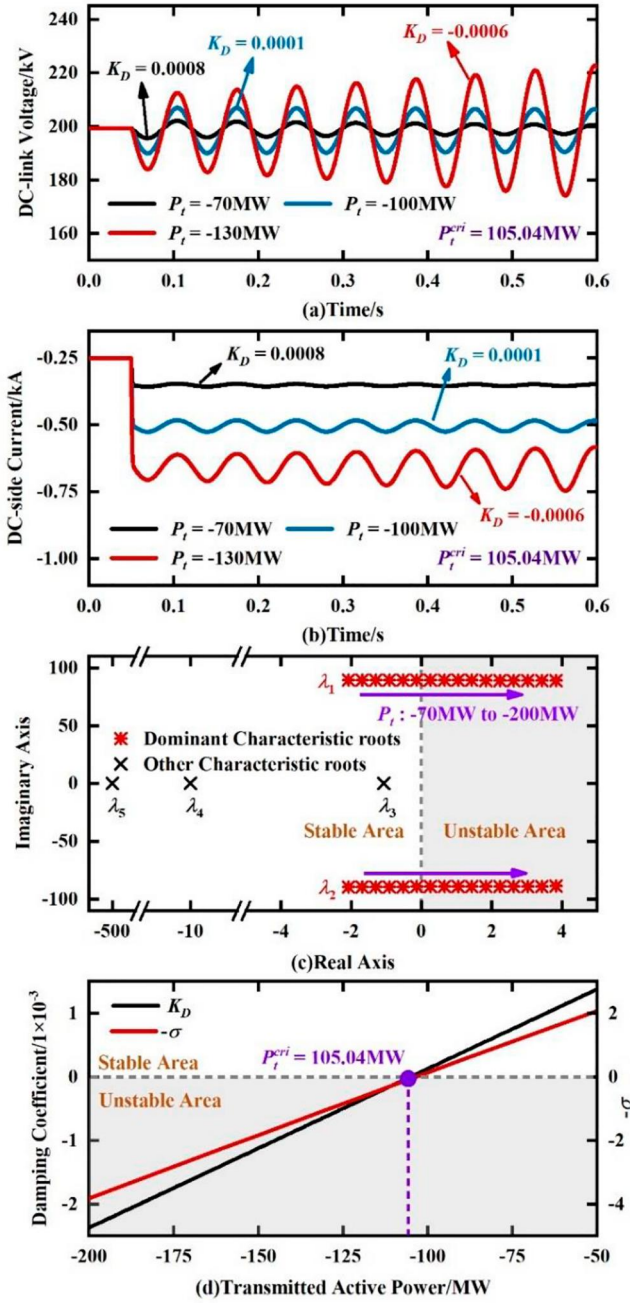 220
200
180
160
DC-link Voltage/kV
K_D = 0.0008
K_D = 0.0001
K_D = -0.0006
P_t = -70MW
P_t = -100MW
P_t = -130MW
P_t^cri = 105.04MW
0.0 0.1 0.2 0.3 0.4 0.5 0.6
(a)Time/s
-0.25
-0.50
-0.75
-1.00
DC-side Current/kA
K_D = 0.0008
K_D = 0.0001
K_D = -0.0006
P_t = -70MW
P_t = -100MW
P_t = -130MW
P_t^cri = 105.04MW
0.0 0.1 0.2 0.3 0.4 0.5 0.6
(b)Time/s
100
50
0
-50
-100
Imaginary Axis
λ1
P_t : -70MW to -200MW
Dominant Characteristic roots
Other Characteristic roots
λ5
λ4
λ3
Stable Area
Unstable Area
λ2
-500 -10 -4 -2 0 2 4
(c)Real Axis
1
0
-1
-2
Damping Coefficient/1×10^-3
K_D
-σ
P_t^cri = 105.04MW
Stable Area
Unstable Area
2
0
-2
-4
-σ
-200 -175 -150 -125 -100 -75 -50
(d)Transmitted Active Power/MW